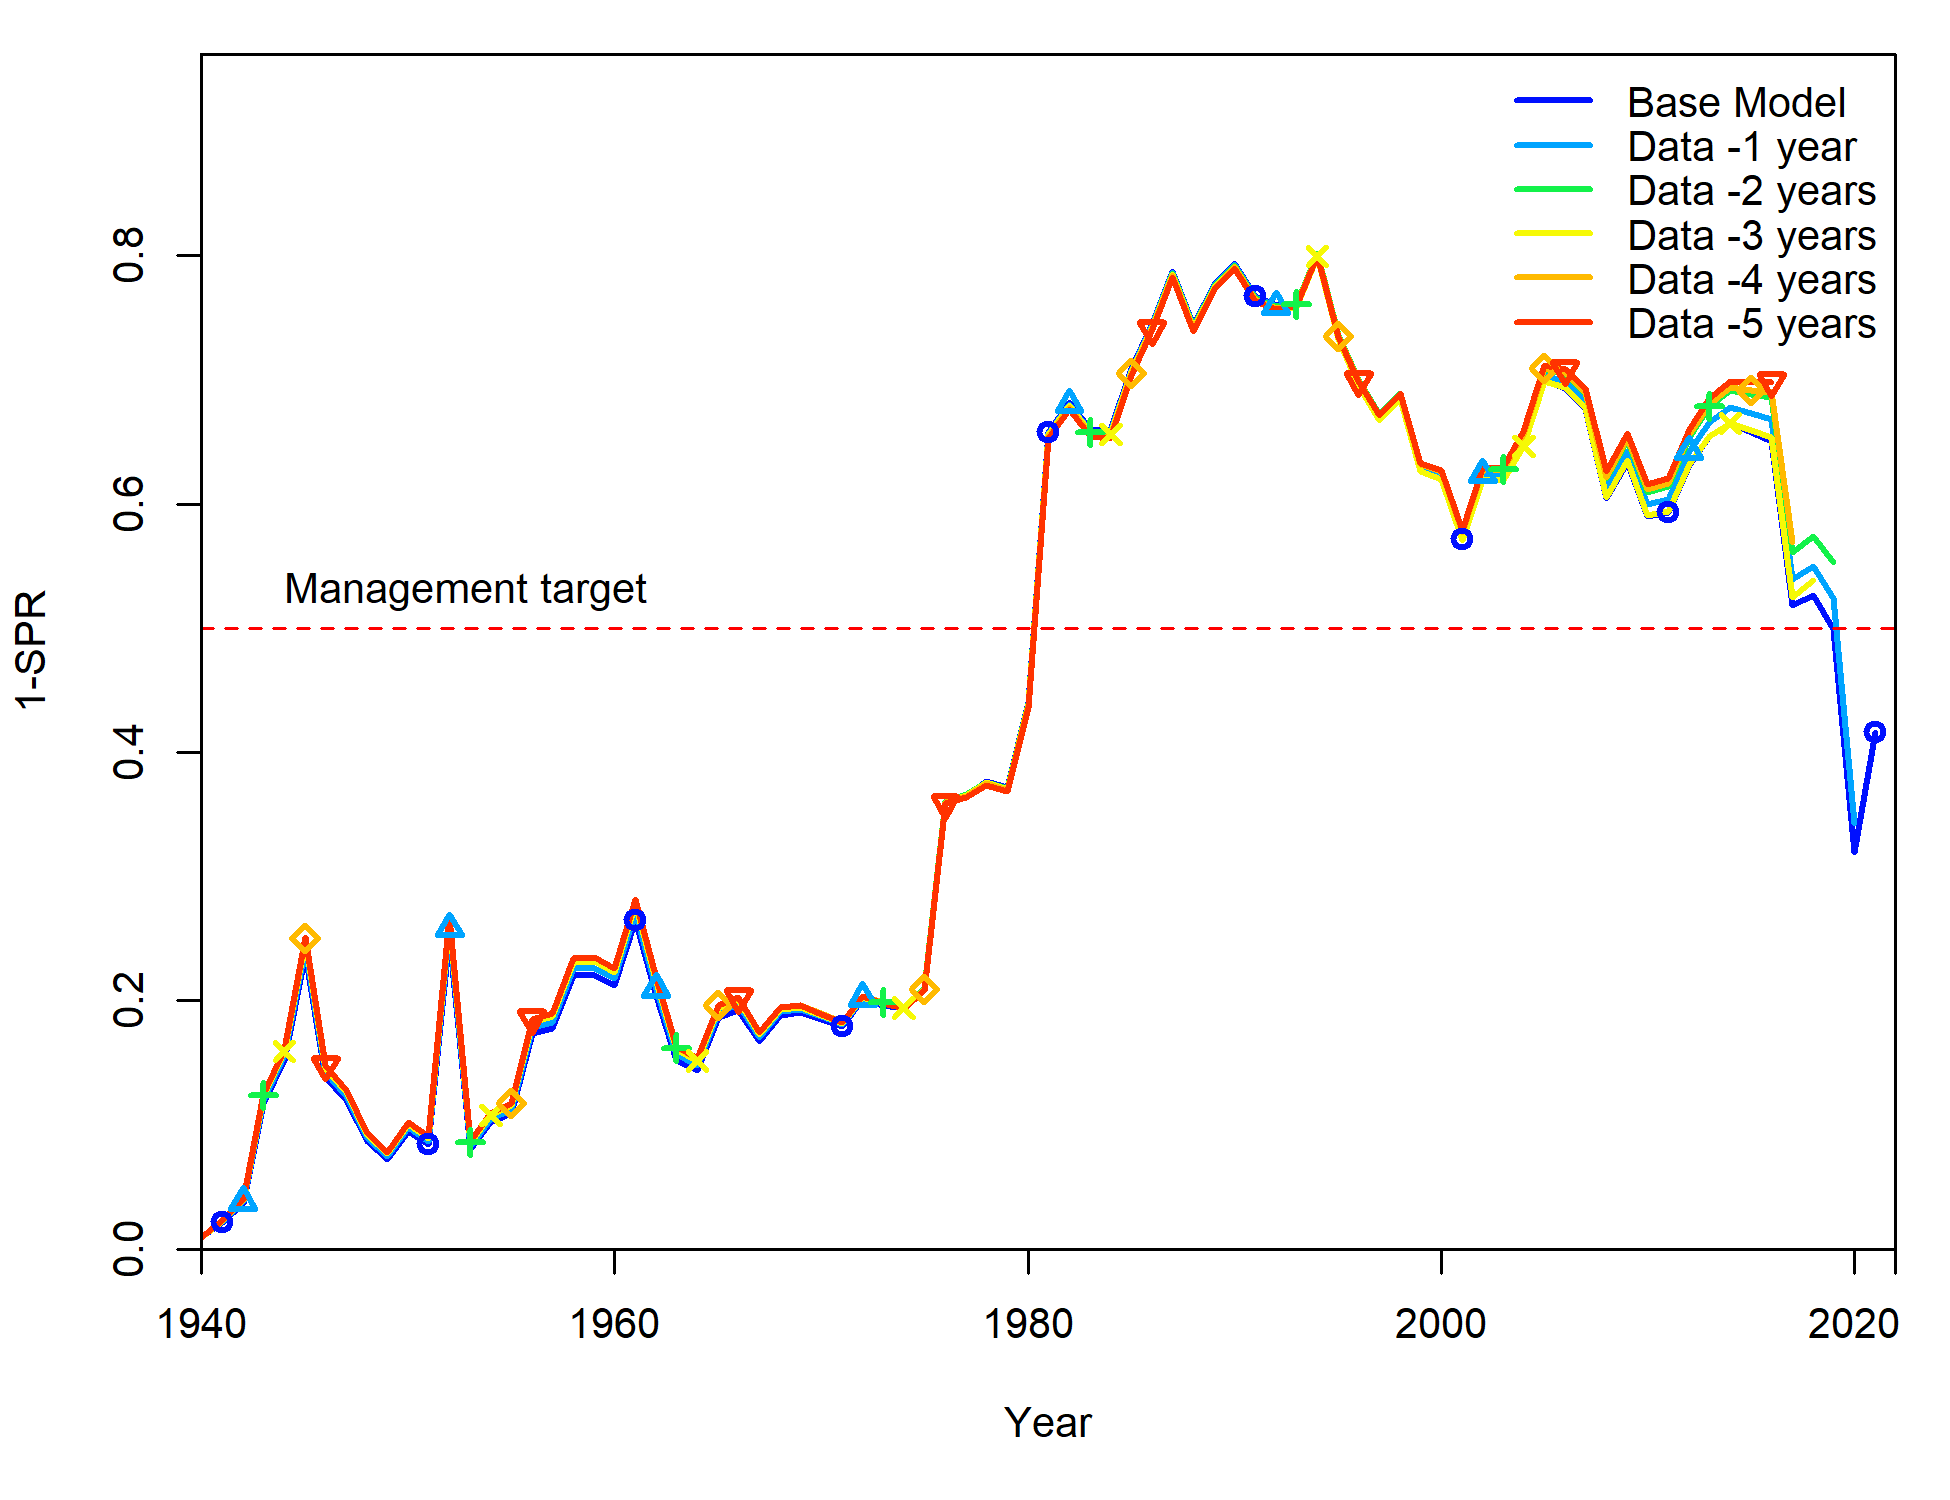 Base Model
Data -1 year
Data -2 years
Data -3 years
Data -4 years
Data -5 years
Management target
1-SPR
0.8
0.6
0.4
0.2
0.0
1940
1960
1980
2000
2020
Year